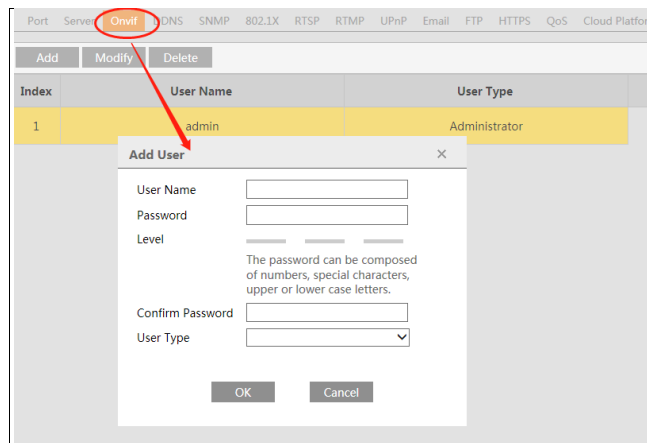 Port Server Onvif DDNS SNMP 802.1X RTSP RTMP UPnP Email FTP HTTPS QoS Cloud Platfor
Add Modify Delete
Index User Name User Type
1 admin Administrator
Add User ×
User Name
Password
Level
The password can be composed
of numbers, special characters,
upper or lower case letters.
Confirm Password
User Type
OK Cancel